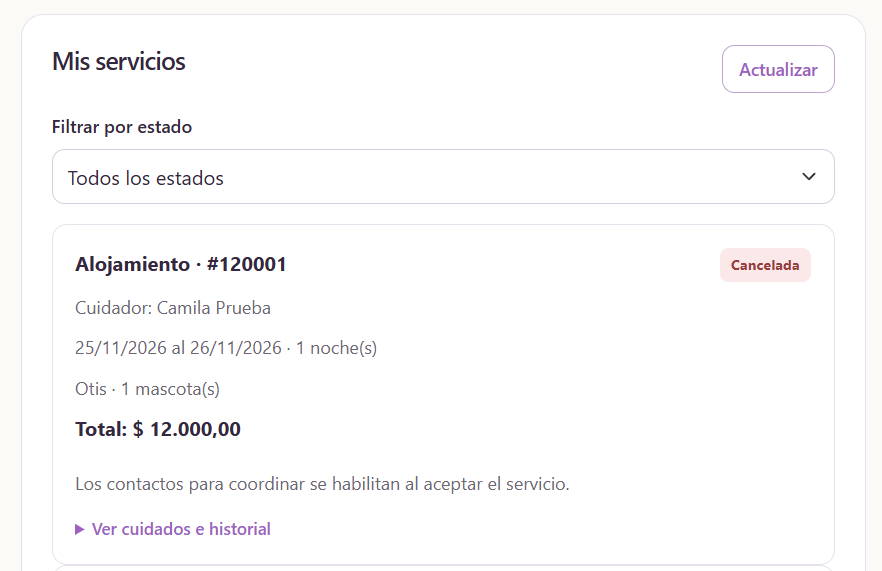 Mis servicios
Actualizar
Filtrar por estado
Todos los estados
Alojamiento · #120001
Cancelada
Cuidador: Camila Prueba
25/11/2026 al 26/11/2026 · 1 noche(s)
Otis · 1 mascota(s)
Total: $ 12.000,00
Los contactos para coordinar se habilitan al aceptar el servicio.
Ver cuidados e historial